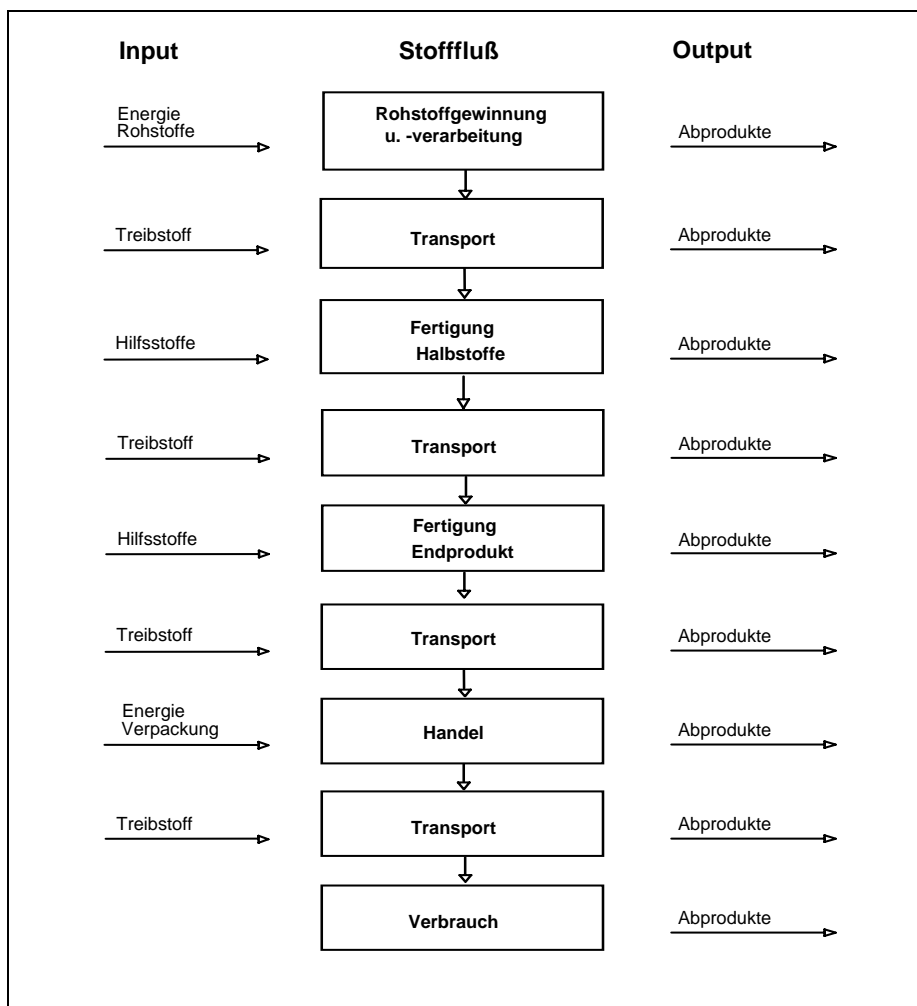 Input
Stofffluß
Output
Energie
Rohstoffe
Rohstoffgewinnung
u. -verarbeitung
Abprodukte
Treibstoff
Transport
Abprodukte
Hilfsstoffe
Fertigung
Halbstoffe
Abprodukte
Treibstoff
Transport
Abprodukte
Hilfsstoffe
Fertigung
Endprodukt
Abprodukte
Treibstoff
Transport
Abprodukte
Energie
Verpackung
Handel
Abprodukte
Treibstoff
Transport
Abprodukte
Verbrauch
Abprodukte